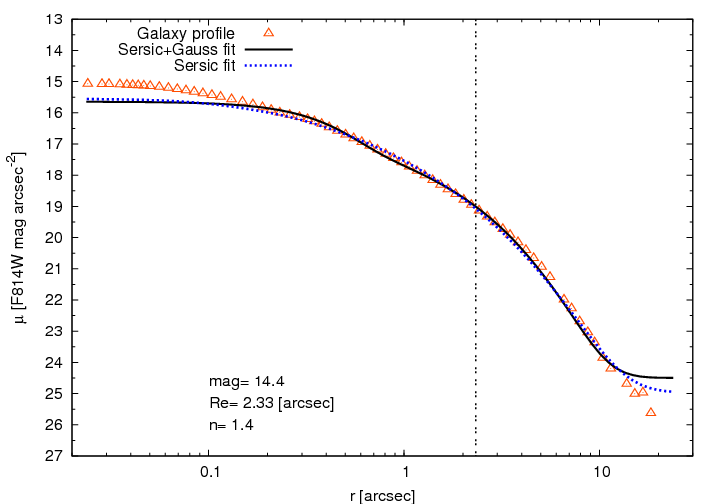 13
Galaxy profile
14
Sersic+Gauss fit
15
Sersic fit
16
17
18
19
20
21
22
23
24
25
26
27
μ [F814W mag arcsec⁻²]
mag= 14.4
Re= 2.33 [arcsec]
n= 1.4
0.1 1 10
r [arcsec]